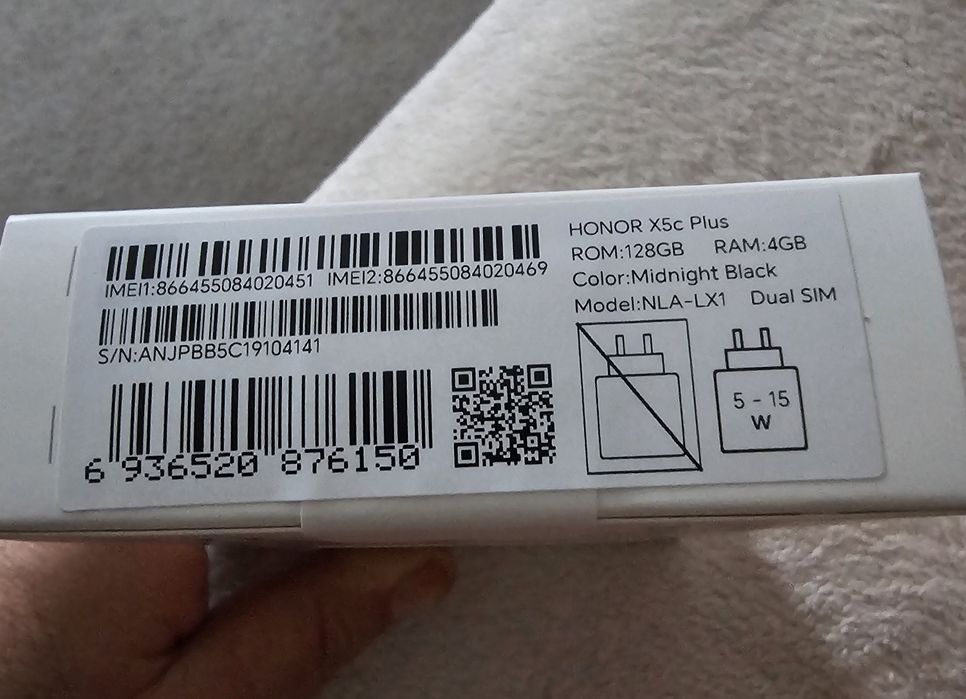 IMEI1:866455084020451 IMEI2:866455084020469
S/N:ANJPBB5C19104141
6 936520 876150
HONOR X5c Plus
ROM:128GB RAM:4GB
Color:Midnight Black
Model:NLA-LX1 Dual SIM
5 - 15
W